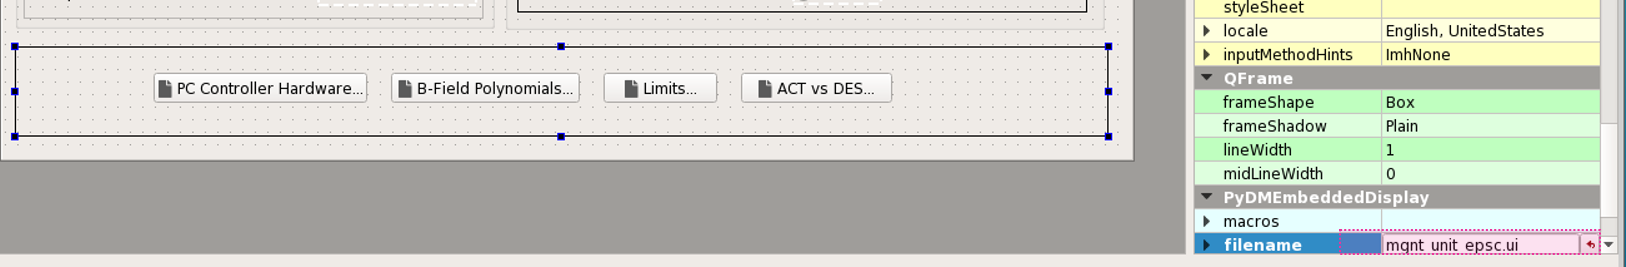 styleSheet
locale English, UnitedStates
inputMethodHints ImhNone
QFrame
frameShape Box
frameShadow Plain
lineWidth 1
midLineWidth 0
PyDMEmbeddedDisplay
macros
filename mgnt_unit_epsc.ui
PC Controller Hardware...
B-Field Polynomials...
Limits...
ACT vs DES...